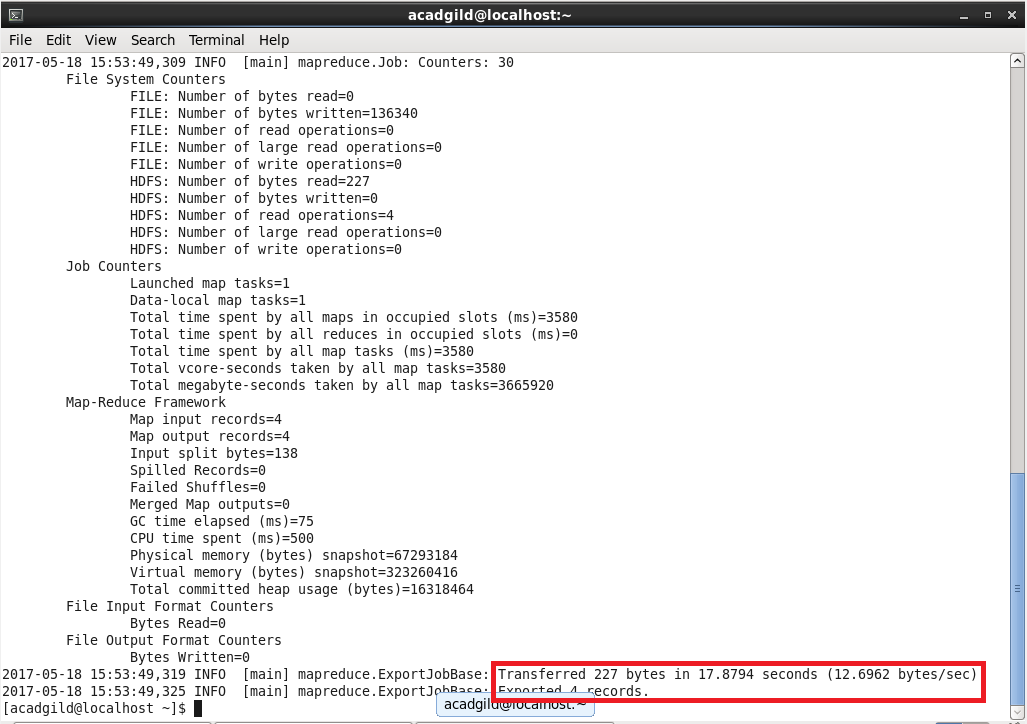 acadgild@localhost:~
File Edit View Search Terminal Help
2017-05-18 15:53:49,309 INFO  [main] mapreduce.Job: Counters: 30
        File System Counters
                FILE: Number of bytes read=0
                FILE: Number of bytes written=136340
                FILE: Number of read operations=0
                FILE: Number of large read operations=0
                FILE: Number of write operations=0
                HDFS: Number of bytes read=227
                HDFS: Number of bytes written=0
                HDFS: Number of read operations=4
                HDFS: Number of large read operations=0
                HDFS: Number of write operations=0
        Job Counters
                Launched map tasks=1
                Data-local map tasks=1
                Total time spent by all maps in occupied slots (ms)=3580
                Total time spent by all reduces in occupied slots (ms)=0
                Total time spent by all map tasks (ms)=3580
                Total vcore-seconds taken by all map tasks=3580
                Total megabyte-seconds taken by all map tasks=3665920
        Map-Reduce Framework
                Map input records=4
                Map output records=4
                Input split bytes=138
                Spilled Records=0
                Failed Shuffles=0
                Merged Map outputs=0
                GC time elapsed (ms)=75
                CPU time spent (ms)=500
                Physical memory (bytes) snapshot=67293184
                Virtual memory (bytes) snapshot=323260416
                Total committed heap usage (bytes)=16318464
        File Input Format Counters
                Bytes Read=0
        File Output Format Counters
                Bytes Written=0
2017-05-18 15:53:49,319 INFO  [main] mapreduce.ExportJobBase: Transferred 227 bytes in 17.8794 seconds (12.6962 bytes/sec)
2017-05-18 15:53:49,325 INFO  [main] mapreduce.ExportJobBase: Exported 4 records.
[acadgild@localhost ~]$
acadgild@localhost:~